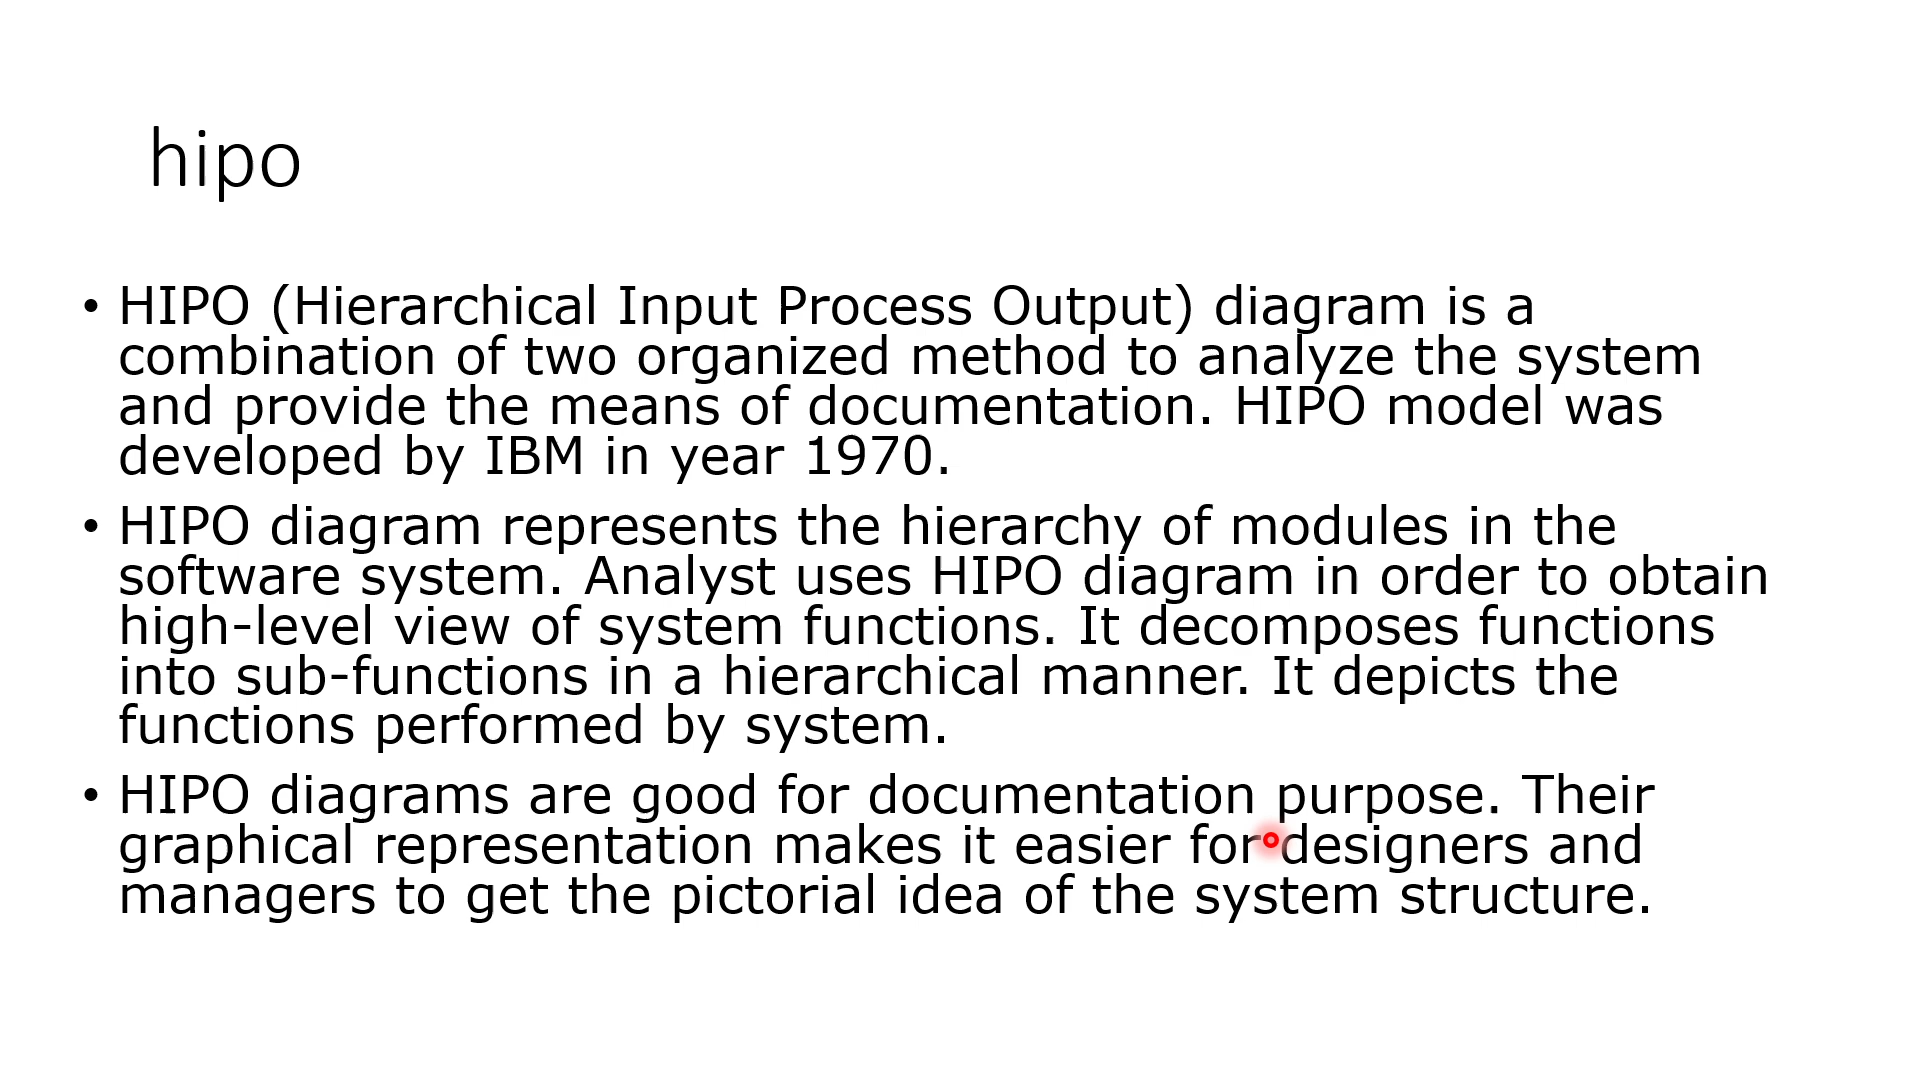 hipo
• HIPO (Hierarchical Input Process Output) diagram is a
combination of two organized method to analyze the system
and provide the means of documentation. HIPO model was
developed by IBM in year 1970.
• HIPO diagram represents the hierarchy of modules in the
software system. Analyst uses HIPO diagram in order to obtain
high-level view of system functions. It decomposes functions
into sub-functions in a hierarchical manner. It depicts the
functions performed by system.
• HIPO diagrams are good for documentation purpose. Their
graphical representation makes it easier for designers and
managers to get the pictorial idea of the system structure.